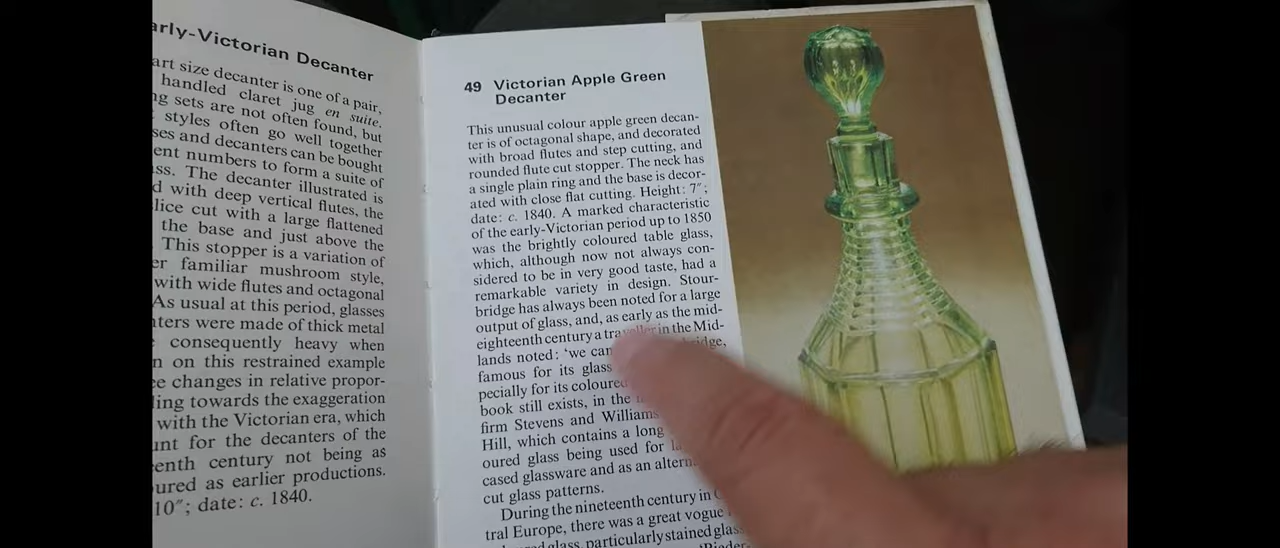 arly-Victorian Decanter
art size decanter is one of a pair,
handled claret jug en suite.
ng sets are not often found, but
styles often go well together
ses and decanters can be bought
ent numbers to form a suite of
ss. The decanter illustrated is
d with deep vertical flutes, the
lice cut with a large flattened
the base and just above the
This stopper is a variation of
er familiar mushroom style,
with wide flutes and octagonal
As usual at this period, glasses
nters were made of thick metal
consequently heavy when
n on this restrained example
e changes in relative propor-
ling towards the exaggeration
with the Victorian era, which
unt for the decanters of the
enth century not being as
ured as earlier productions.
10″; date: c. 1840.
49 Victorian Apple Green
Decanter
This unusual colour apple green decan-
ter is of octagonal shape, and decorated
with broad flutes and step cutting, and
rounded flute cut stopper. The neck has
a single plain ring and the base is decor-
ated with close flat cutting. Height: 7″;
date: c. 1840. A marked characteristic
of the early-Victorian period up to 1850
was the brightly coloured table glass,
which, although now not always con-
sidered to be in very good taste, had a
remarkable variety in design. Stour-
bridge has always been noted for a large
output of glass, and, as early as the mid-
eighteenth century a traveller in the Mid-
lands noted: 'we
famous for its glass
pecially for its coloured
book still exists, in the
firm Stevens and Williams
Hill, which contains a long
oured glass being used for
cased glassware and as an
cut glass patterns.
During the nineteenth century in
tral Europe, there was a great vogue
glass, particularly stained glass